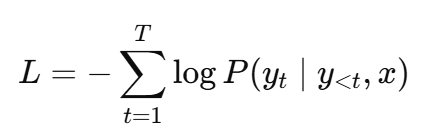 L = -\sum_{t=1}^{T} \log P(y_t \mid y_{<t}, x)